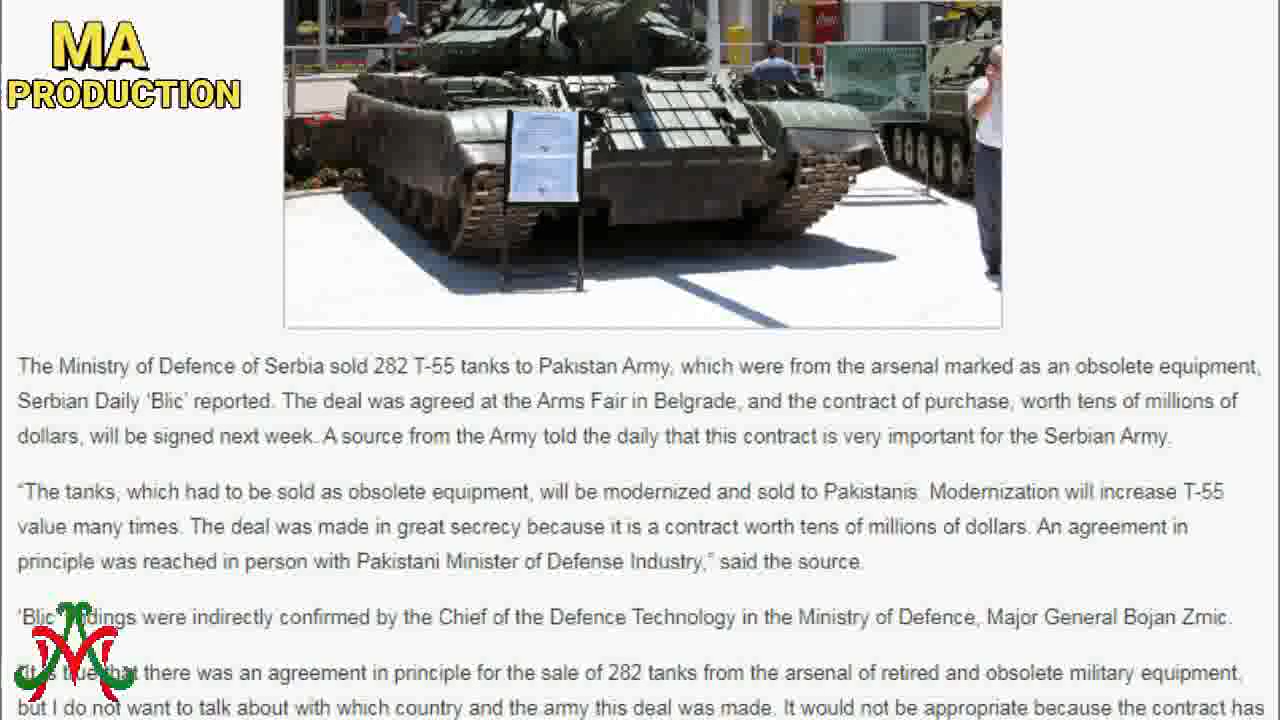 MA
PRODUCTION
The Ministry of Defence of Serbia sold 282 T-55 tanks to Pakistan Army, which were from the arsenal marked as an obsolete equipment,
Serbian Daily ‘Blic’ reported. The deal was agreed at the Arms Fair in Belgrade, and the contract of purchase, worth tens of millions of
dollars, will be signed next week. A source from the Army told the daily that this contract is very important for the Serbian Army.
“The tanks, which had to be sold as obsolete equipment, will be modernized and sold to Pakistanis. Modernization will increase T-55
value many times. The deal was made in great secrecy because it is a contract worth tens of millions of dollars. An agreement in
principle was reached in person with Pakistani Minister of Defense Industry,” said the source.
‘Blic’ were indirectly confirmed by the Chief of the Defence Technology in the Ministry of Defence, Major General Bojan Zrnic.
there was an agreement in principle for the sale of 282 tanks from the arsenal of retired and obsolete military equipment,
but I do not want to talk about with which country and the army this deal was made. It would not be appropriate because the contract has